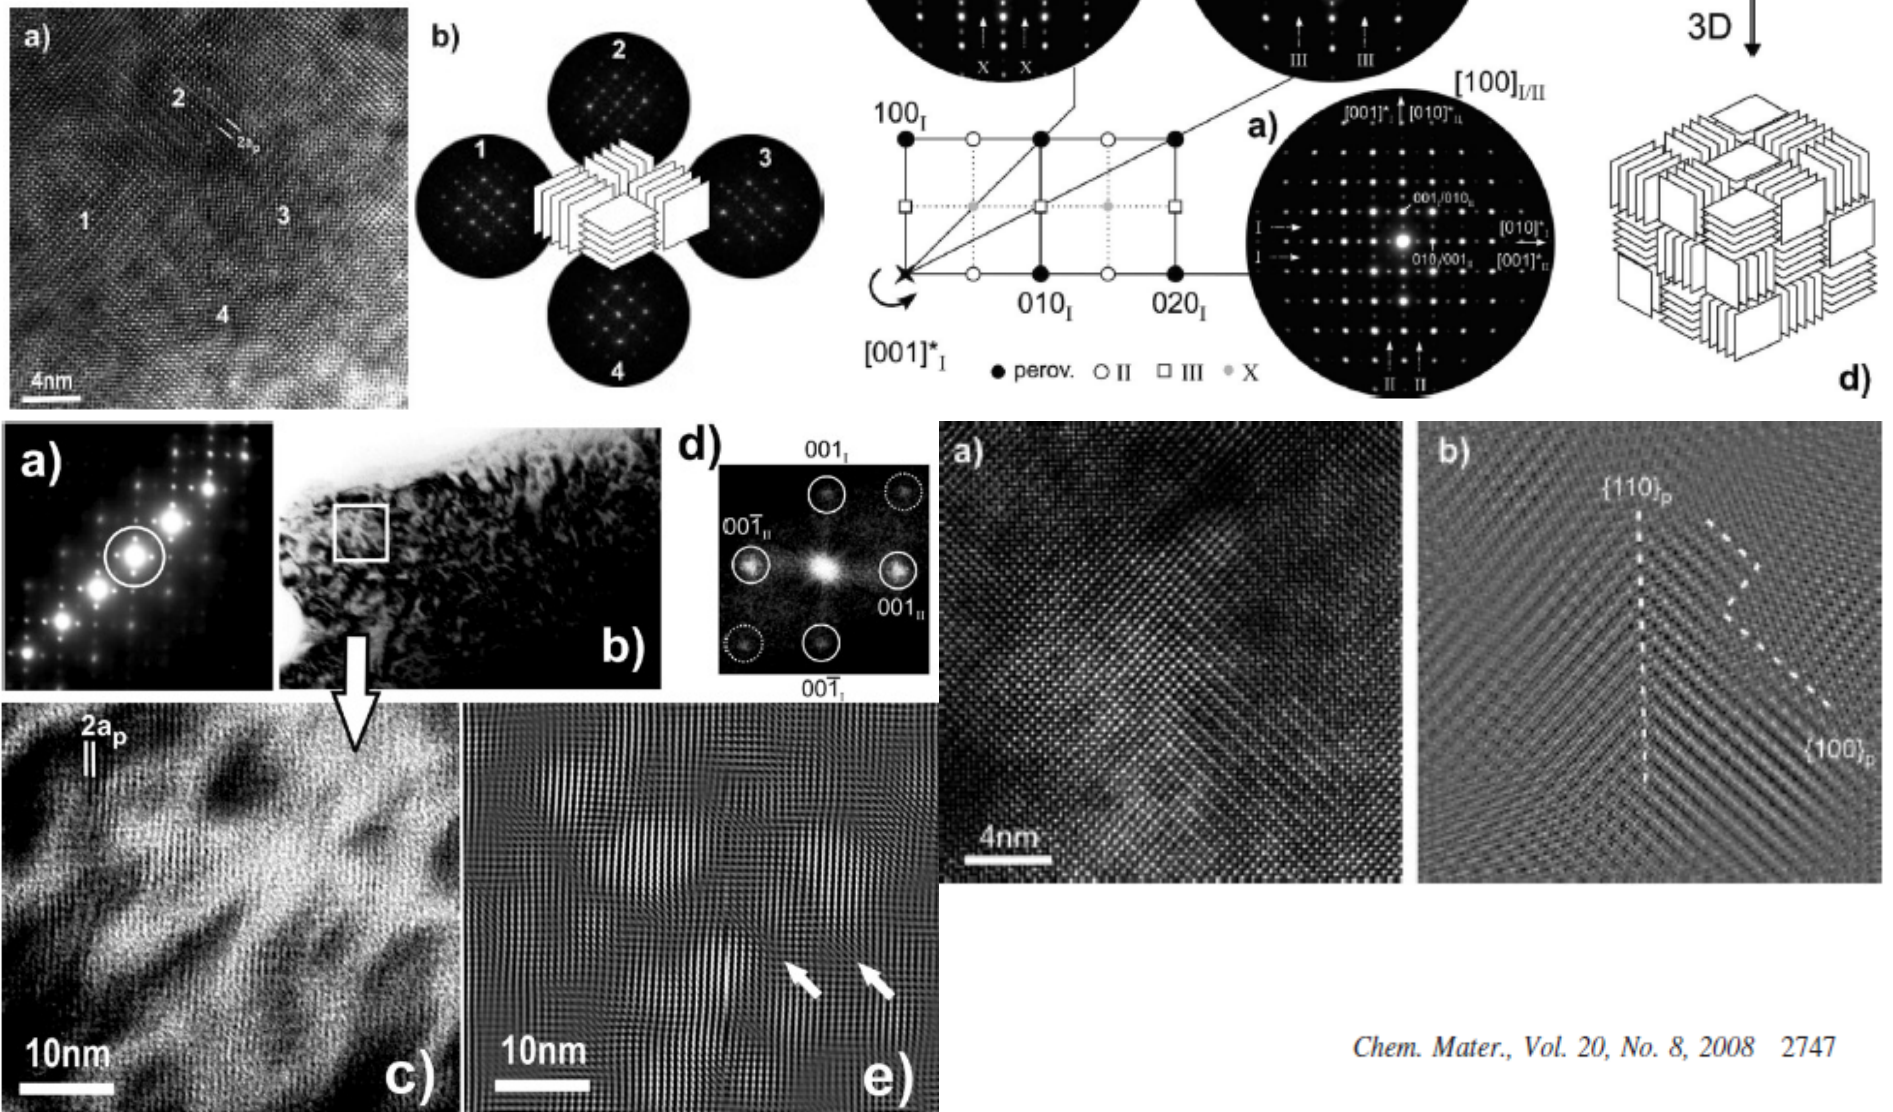 a)
2
2a_p
1
3
4
4nm
b)
2
1
3
4
X X
III III
100_I
010_I
020_I
[001]*_I
perov. II III X
a)
[100]_I/II
[001]*_I [010]*_II
001_I/010_II
[010]*_I
[001]*_II
010_I/001_II
I
I
II II
3D
d)
a)
b)
d)
001_I
001̅_II
001_II
001̅_I
2a_p
10nm
c)
10nm
e)
a)
4nm
b)
{110}_p
{100}_p
Chem. Mater., Vol. 20, No. 8, 2008 2747